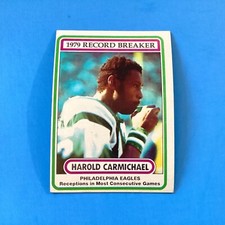 1979 RECORD BREAKER
HAROLD CARMICHAEL
PHILADELPHIA EAGLES
Receptions in Most Consecutive Games